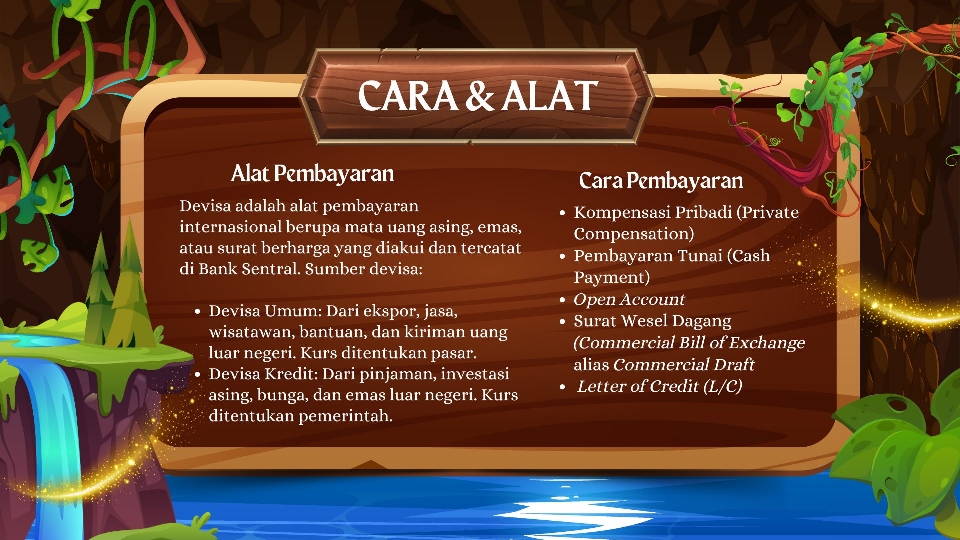 CARA & ALAT
Alat Pembayaran
Devisa adalah alat pembayaran
internasional berupa mata uang asing, emas,
atau surat berharga yang diakui dan tercatat
di Bank Sentral. Sumber devisa:
• Devisa Umum: Dari ekspor, jasa,
wisatawan, bantuan, dan kiriman uang
luar negeri. Kurs ditentukan pasar.
• Devisa Kredit: Dari pinjaman, investasi
asing, bunga, dan emas luar negeri. Kurs
ditentukan pemerintah.
Cara Pembayaran
• Kompensasi Pribadi (Private
Compensation)
• Pembayaran Tunai (Cash
Payment)
• Open Account
• Surat Wesel Dagang
(Commercial Bill of Exchange
alias Commercial Draft
• Letter of Credit (L/C)